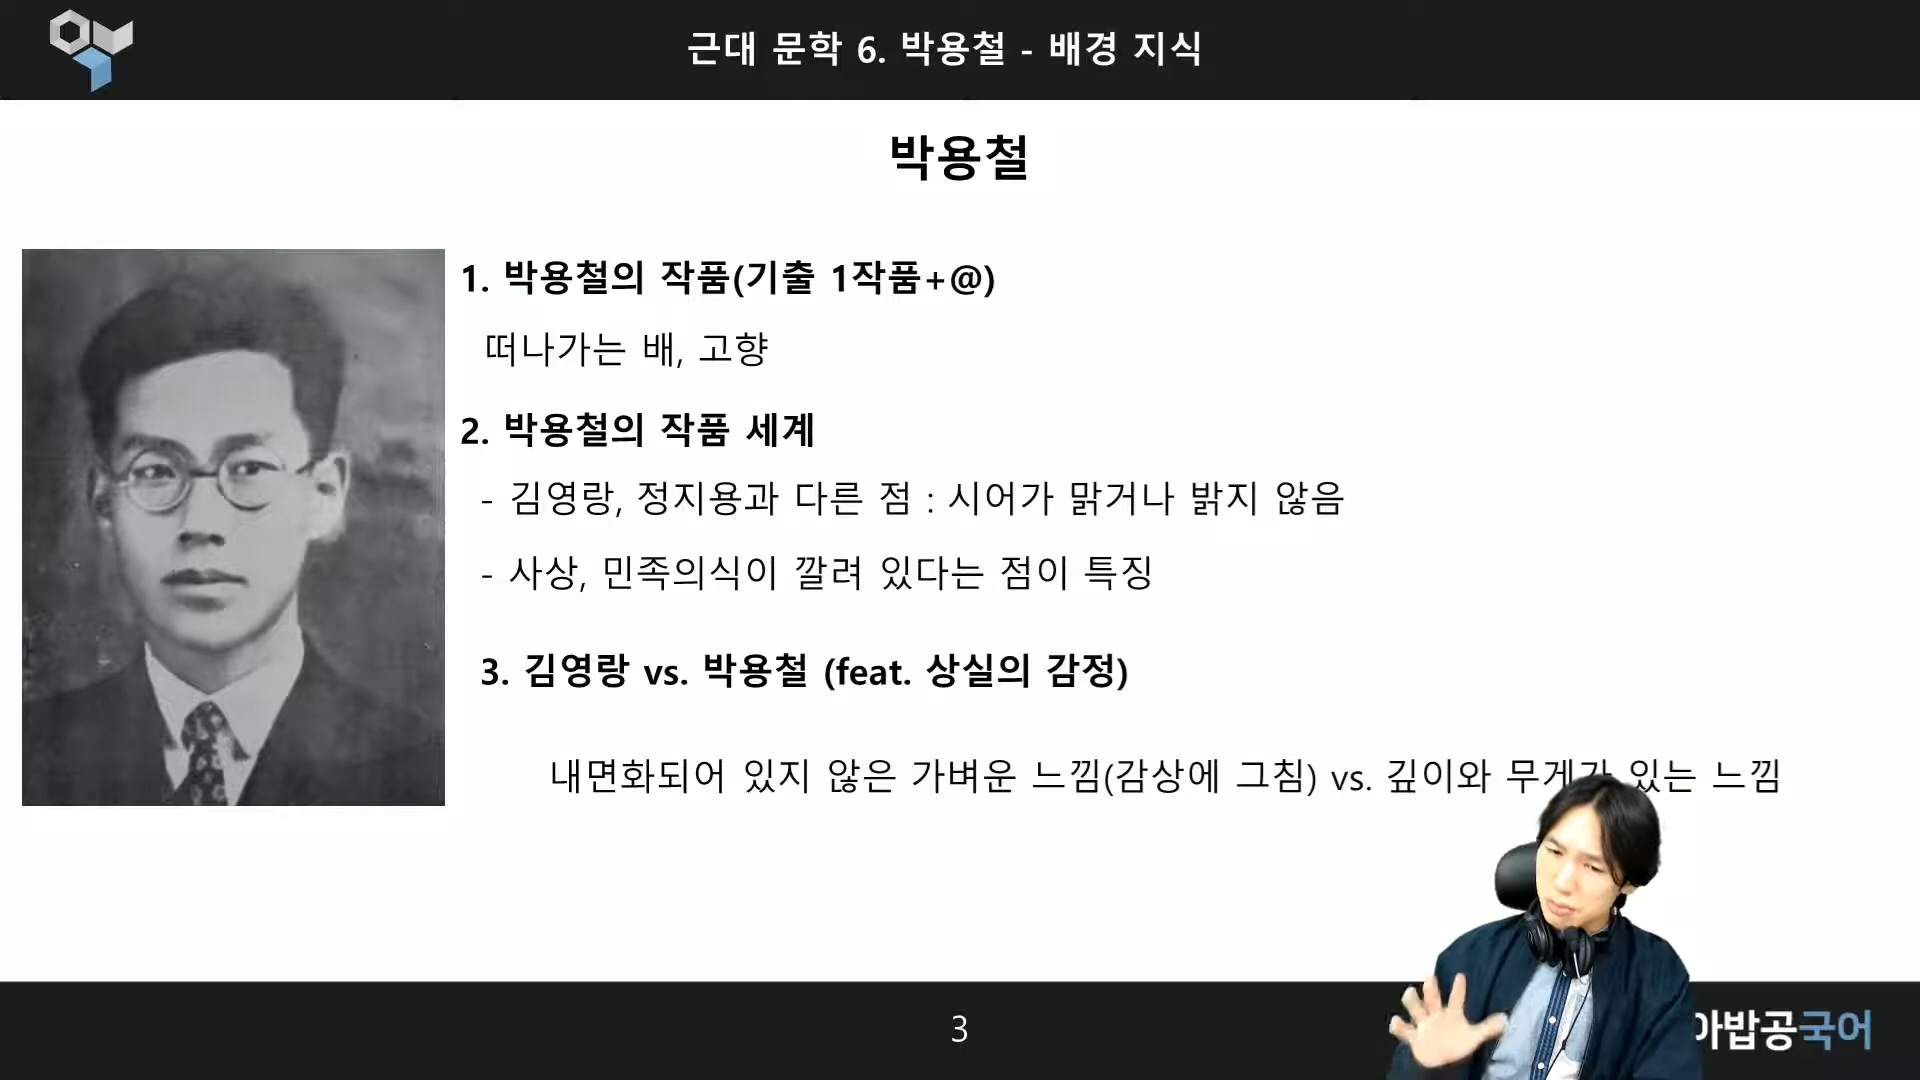 근대 문학 6. 박용철 - 배경 지식
박용철
1. 박용철의 작품(기출 1작품+@)
떠나가는 배, 고향
2. 박용철의 작품 세계
- 김영랑, 정지용과 다른 점 : 시어가 맑거나 밝지 않음
- 사상, 민족의식이 깔려 있다는 점이 특징
3. 김영랑 vs. 박용철 (feat. 상실의 감정)
내면화되어 있지 않은 가벼운 느낌(감상에 그침) vs. 깊이와 무게가 있는 느낌
3
아밥공국어